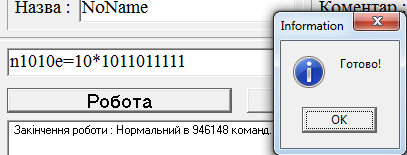 Назва : NoName
Коментар :
n1010e=10*1011011111
Робота
Закінчення роботи : Нормальний в 946148 команд.
Information
Готово!
OK